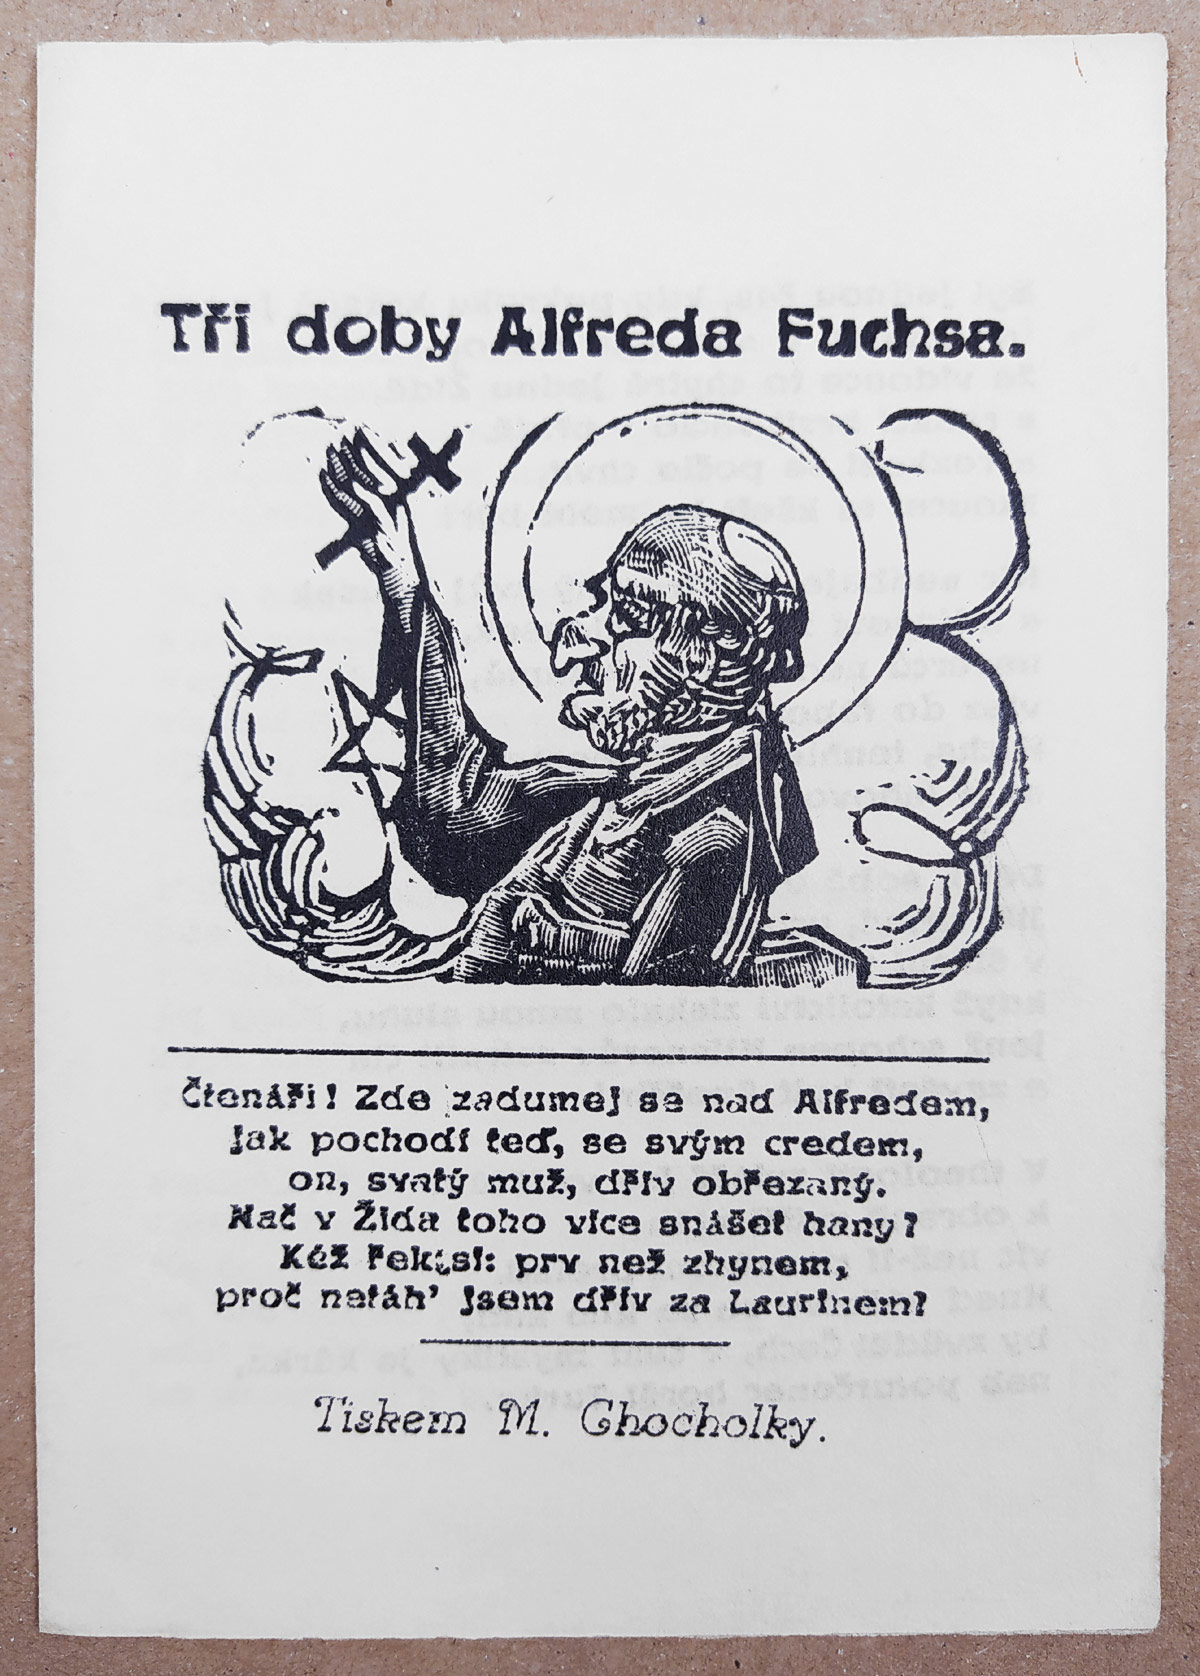 Tři doby Alfreda Fuchsa.
Čtenáři! Zde zadumej se nad Alfredem,
jak pochodí teď, se svým credem,
on, svatý muž, dřív obřezaný.
Nač v Žida toho více snášet hany?
Kéž řek,si: prv než zhynem,
proč netáh' jsem dřív za Laurinem?
Tiskem M. Chocholky.